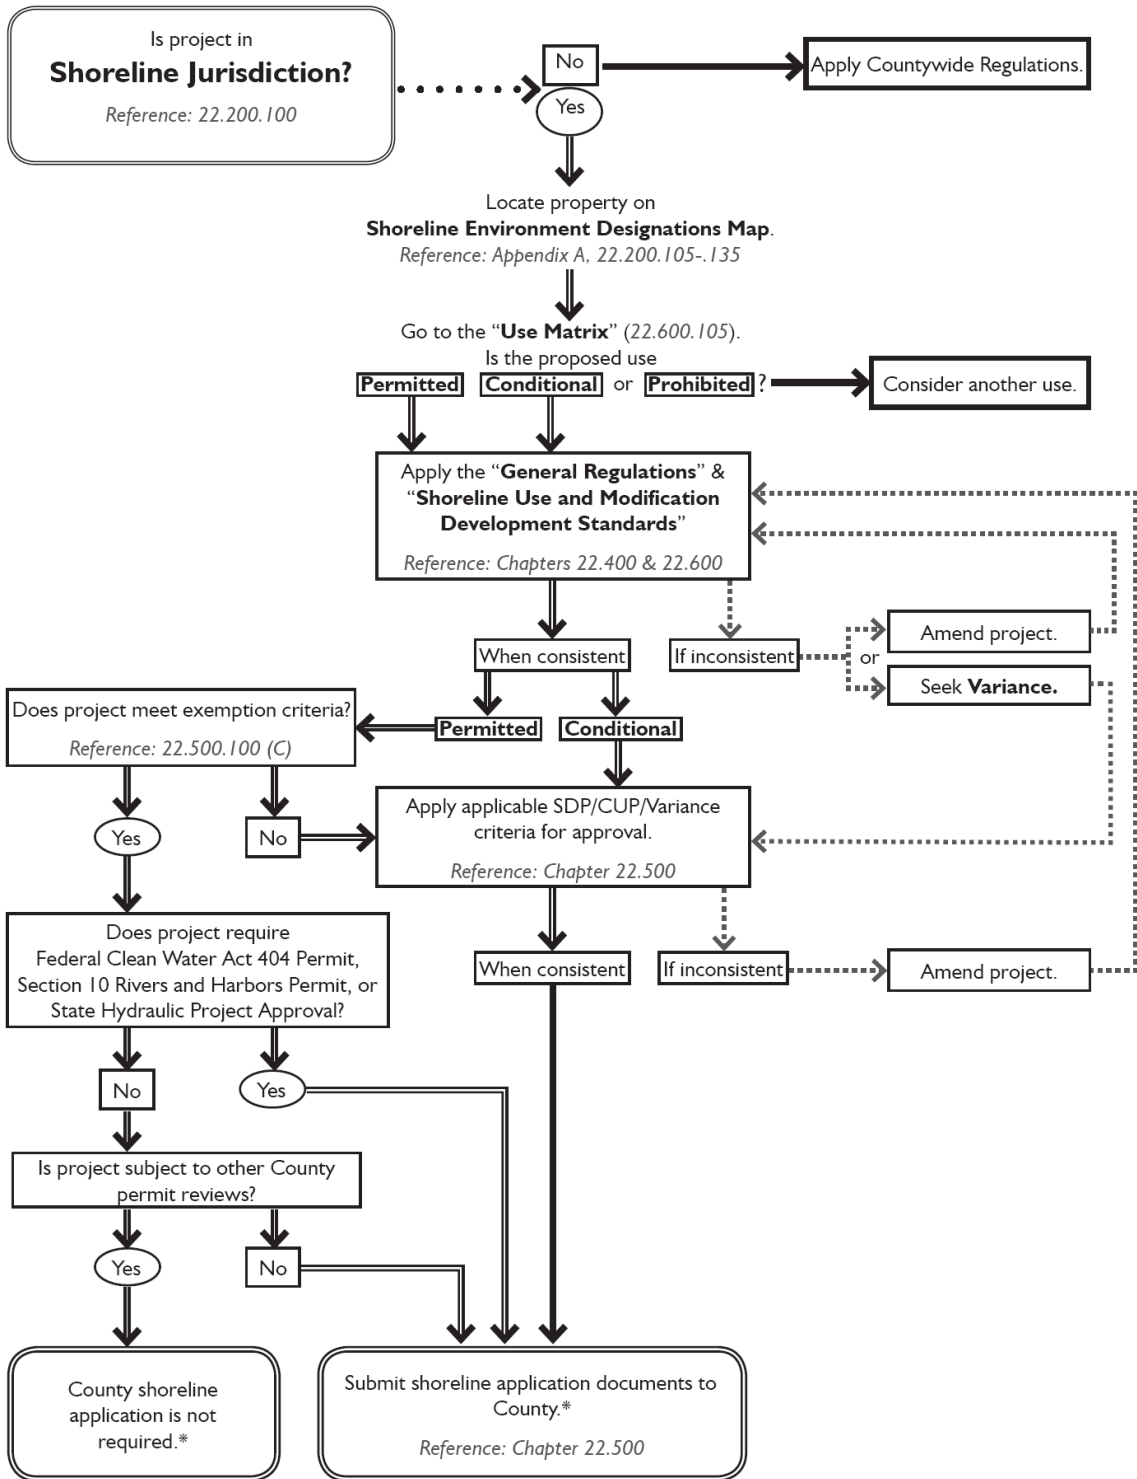 Is project in
Shoreline Jurisdiction?
Reference: 22.200.100
No
Yes
Apply Countywide Regulations.
Locate property on
Shoreline Environment Designations Map.
Reference: Appendix A, 22.200.105-.135
Go to the “Use Matrix” (22.600.105).
Is the proposed use
Permitted Conditional or Prohibited ?
Consider another use.
Apply the “General Regulations” &
“Shoreline Use and Modification
Development Standards”
Reference: Chapters 22.400 & 22.600
When consistent
If inconsistent
Amend project.
or
Seek Variance.
Permitted
Conditional
Does project meet exemption criteria?
Reference: 22.500.100 (C)
Yes
No
Apply applicable SDP/CUP/Variance
criteria for approval.
Reference: Chapter 22.500
When consistent
If inconsistent
Amend project.
Does project require
Federal Clean Water Act 404 Permit,
Section 10 Rivers and Harbors Permit, or
State Hydraulic Project Approval?
No
Yes
Is project subject to other County
permit reviews?
Yes
No
County shoreline
application is not
required.*
Submit shoreline application documents to
County.*
Reference: Chapter 22.500